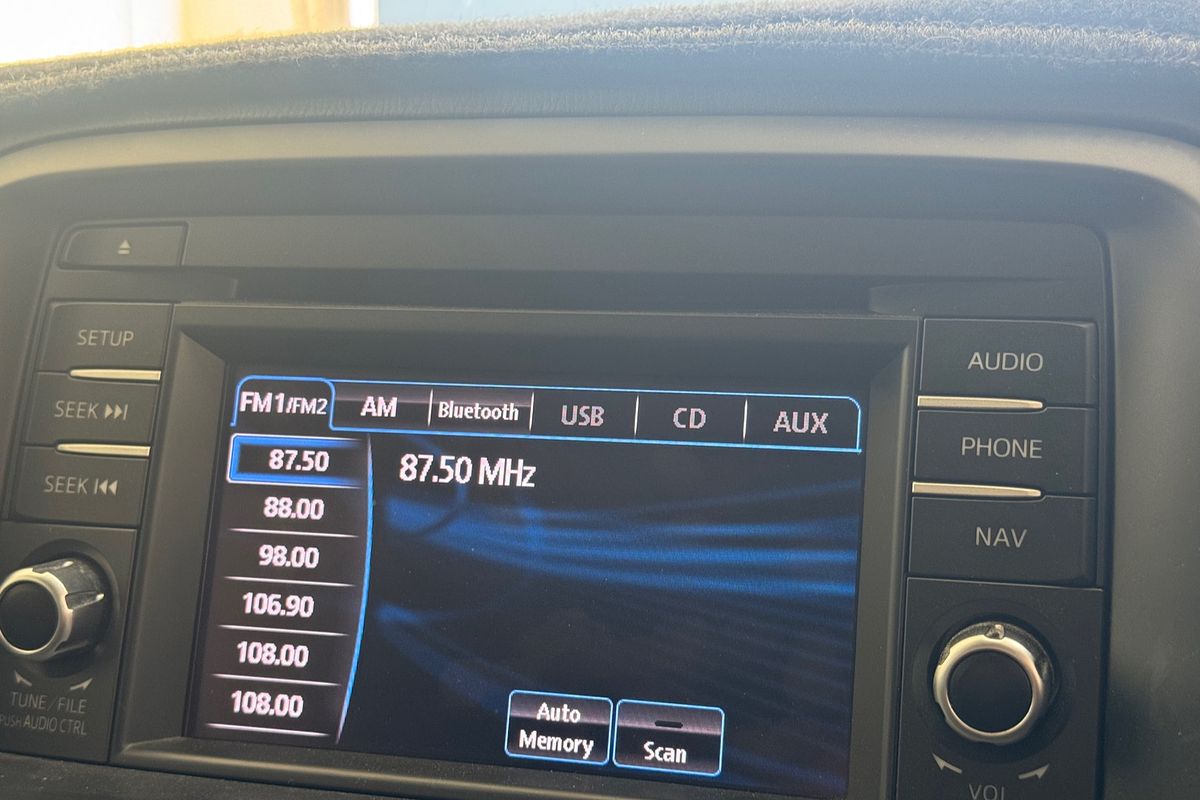 SETUP
SEEK
SEEK
TUNE/FILE
PUSH AUDIO CTRL
FM1/FM2 AM Bluetooth USB CD AUX
87.50
88.00
98.00
106.90
108.00
108.00
87.50 MHz
Auto
Memory
Scan
AUDIO
PHONE
NAV
VOL